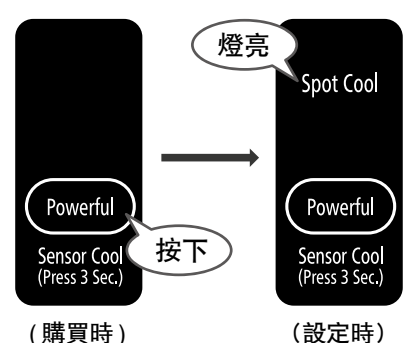 Powerful
Sensor Cool
(Press 3 Sec.)
按下
(購買時)
燈亮
Spot Cool
Powerful
Sensor Cool
(Press 3 Sec.)
(設定時)